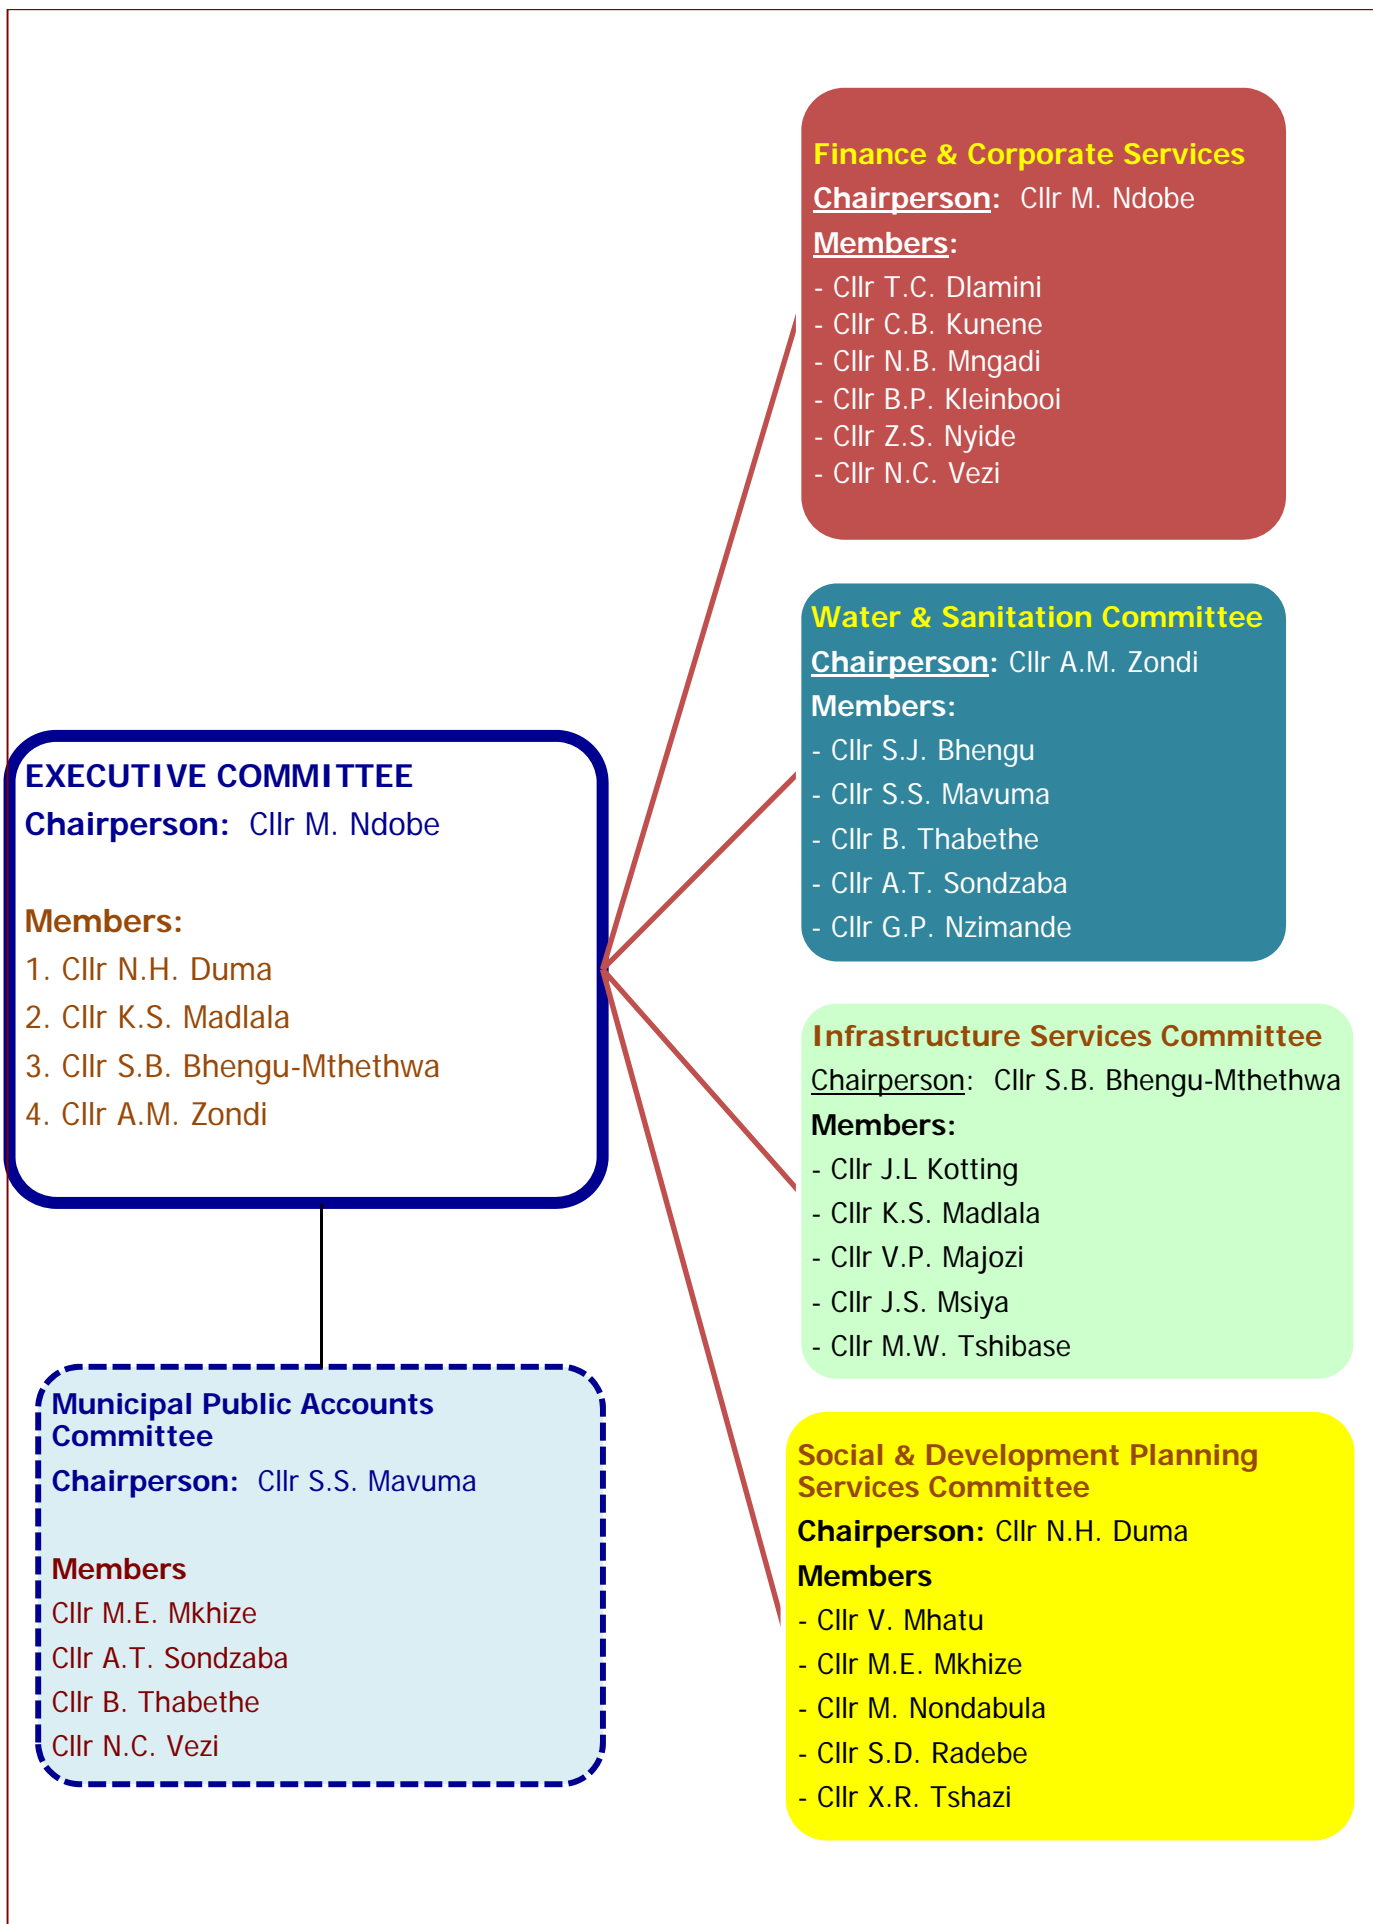 Finance & Corporate Services
Chairperson: Cllr M. Ndobe
Members:
- Cllr T.C. Dlamini
- Cllr C.B. Kunene
- Cllr N.B. Mngadi
- Cllr B.P. Kleinbooi
- Cllr Z.S. Nyide
- Cllr N.C. Vezi
Water & Sanitation Committee
Chairperson: Cllr A.M. Zondi
Members:
- Cllr S.J. Bhengu
- Cllr S.S. Mavuma
- Cllr B. Thabethe
- Cllr A.T. Sondzaba
- Cllr G.P. Nzimande
EXECUTIVE COMMITTEE
Chairperson: Cllr M. Ndobe
Members:
1. Cllr N.H. Duma
2. Cllr K.S. Madlala
3. Cllr S.B. Bhengu-Mthethwa
4. Cllr A.M. Zondi
Infrastructure Services Committee
Chairperson: Cllr S.B. Bhengu-Mthethwa
Members:
- Cllr J.L Kotting
- Cllr K.S. Madlala
- Cllr V.P. Majozi
- Cllr J.S. Msiya
- Cllr M.W. Tshibase
Municipal Public Accounts
Committee
Chairperson: Cllr S.S. Mavuma
Members
Cllr M.E. Mkhize
Cllr A.T. Sondzaba
Cllr B. Thabethe
Cllr N.C. Vezi
Social & Development Planning
Services Committee
Chairperson: Cllr N.H. Duma
Members
- Cllr V. Mhatu
- Cllr M.E. Mkhize
- Cllr M. Nondabula
- Cllr S.D. Radebe
- Cllr X.R. Tshazi